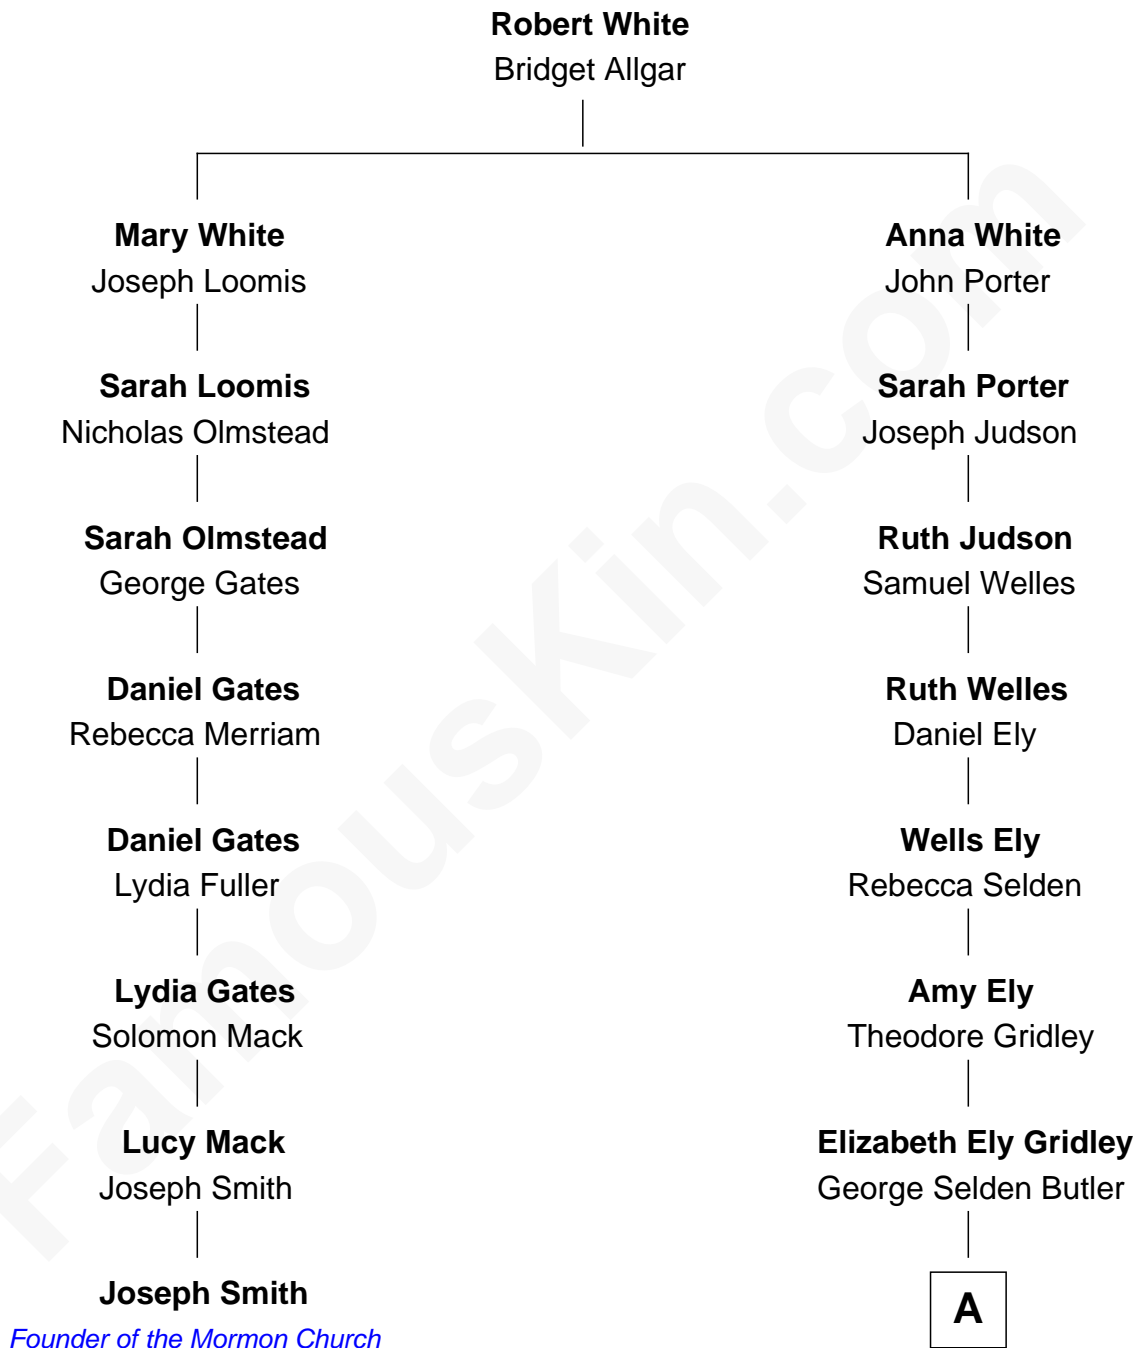 Robert White
Bridget Allgar
Mary White
Joseph Loomis
Anna White
John Porter
Sarah Loomis
Nicholas Olmstead
Sarah Porter
Joseph Judson
Sarah Olmstead
George Gates
Ruth Judson
Samuel Welles
Daniel Gates
Rebecca Merriam
Ruth Welles
Daniel Ely
Daniel Gates
Lydia Fuller
Wells Ely
Rebecca Selden
Lydia Gates
Solomon Mack
Amy Ely
Theodore Gridley
Lucy Mack
Joseph Smith
Elizabeth Ely Gridley
George Selden Butler
Joseph Smith
Founder of the Mormon Church
A
FamousKin.com